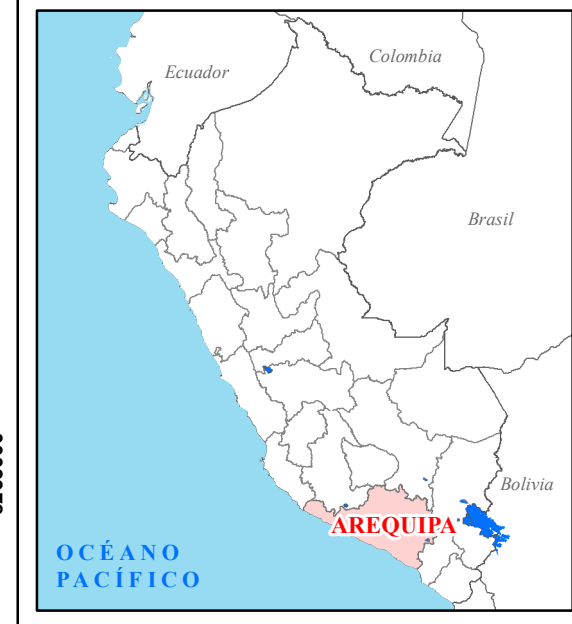 Colombia
Ecuador
Brasil
Bolivia
AREQUIPA
OCÉANO
PACÍFICO